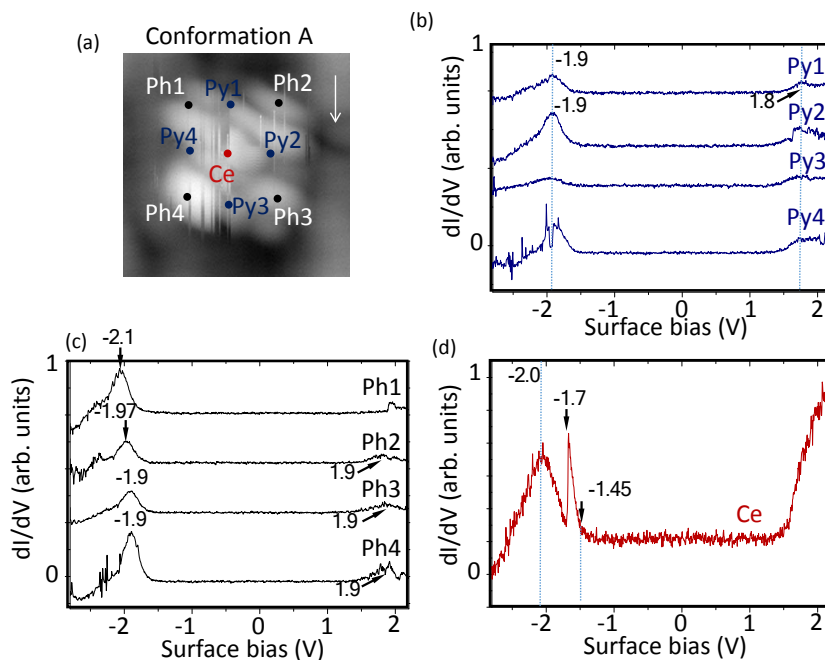 (a)
Conformation A
Ph1
Py1
Ph2
Py4
Py2
Ce
Ph4
Py3
Ph3
(b)
1
-1.9
Py1
-1.9
1.8
Py2
Py3
Py4
0
dI/dV (arb. units)
-2
-1
0
1
2
Surface bias (V)
(c)
-2.1
1
Ph1
-1.97
Ph2
1.9
-1.9
Ph3
1.9
-1.9
Ph4
1.9
0
dI/dV (arb. units)
-2
-1
0
1
2
Surface bias (V)
(d)
1
-2.0
-1.7
-1.45
Ce
0
dI/dV (arb. units)
-2
-1
0
1
2
Surface bias (V)